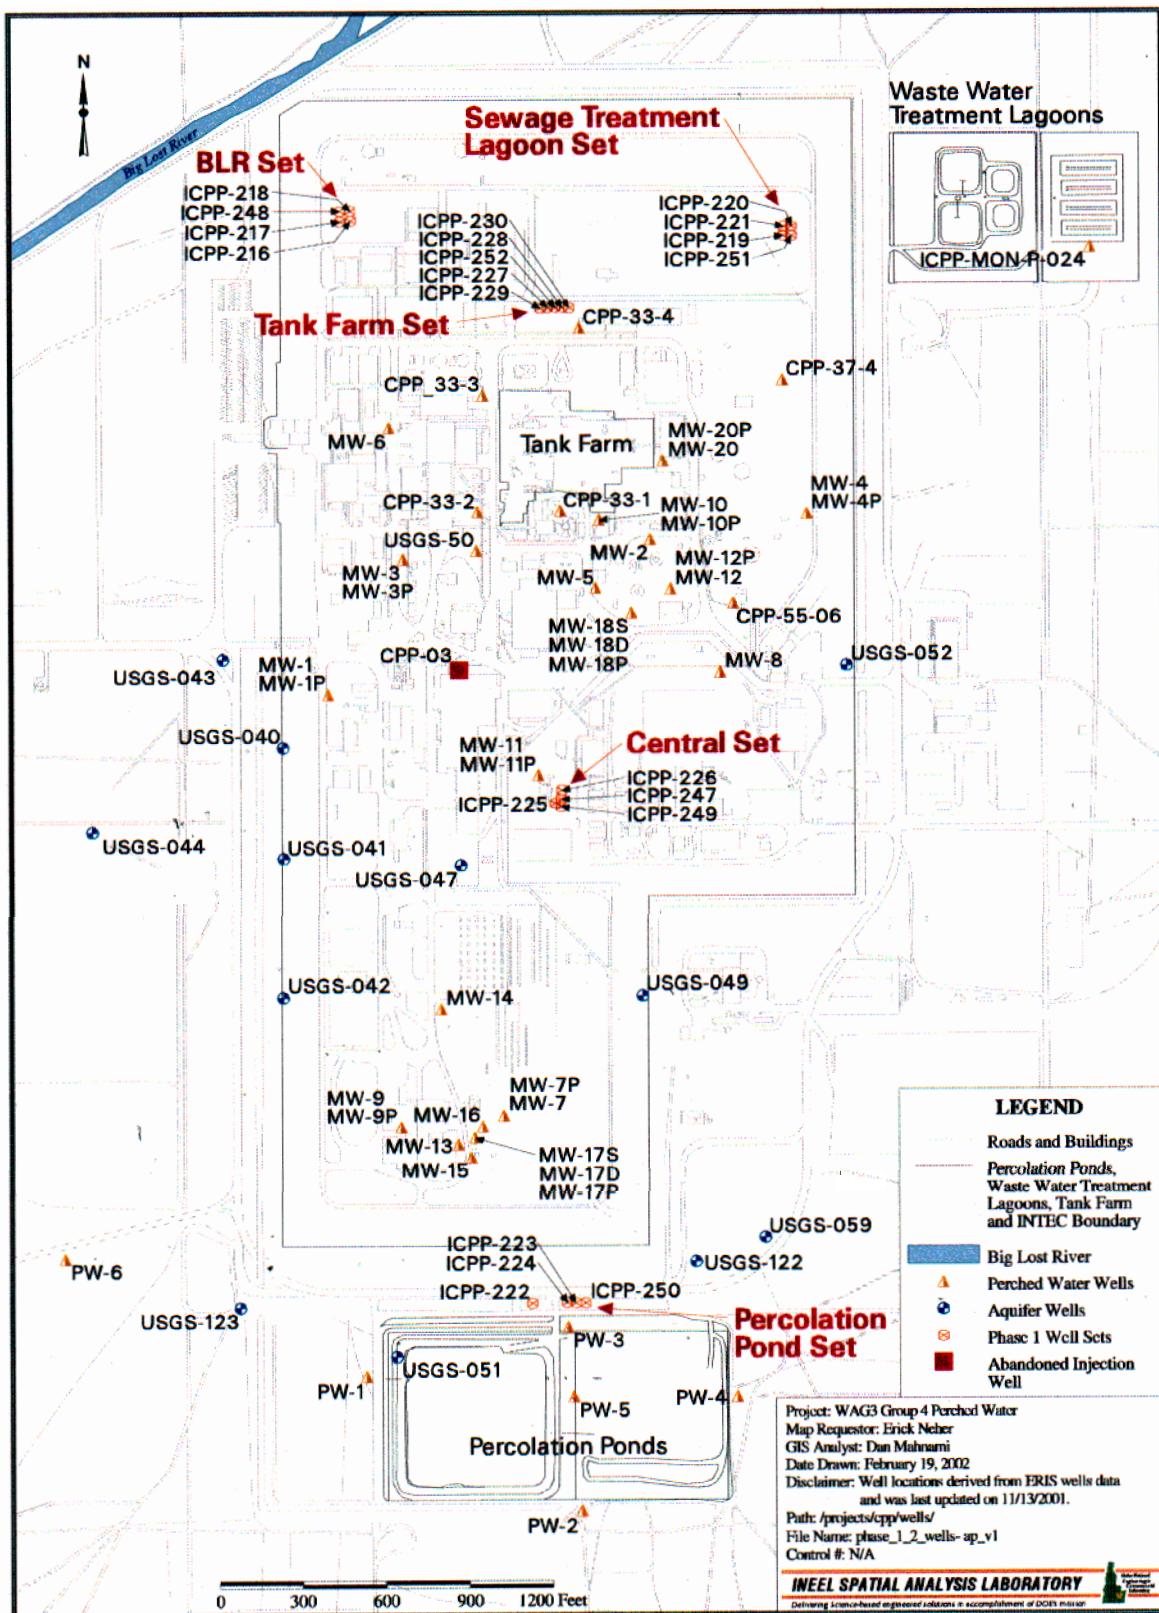 N
Big Lost River
BLR Set
ICPP-218
ICPP-248
ICPP-217
ICPP-216
Sewage Treatment
Lagoon Set
ICPP-220
ICPP-221
ICPP-219
ICPP-251
Waste Water
Treatment Lagoons
ICPP-MON-P-024
ICPP-230
ICPP-228
ICPP-252
ICPP-227
ICPP-229
Tank Farm Set
CPP-33-4
CPP-37-4
CPP_33-3
MW-6
Tank Farm
MW-20P
MW-20
MW-4
MW-4P
CPP-33-2
CPP-33-1
MW-10
MW-10P
USGS-50
MW-2
MW-3
MW-3P
MW-5
MW-12P
MW-12
CPP-55-06
MW-18S
MW-18D
MW-18P
CPP-03
MW-8
USGS-052
USGS-043
MW-1
MW-1P
USGS-040
MW-11
MW-11P
Central Set
ICPP-226
ICPP-247
ICPP-249
ICPP-225
USGS-044
USGS-041
USGS-047
USGS-042
MW-14
USGS-049
MW-9
MW-9P
MW-16
MW-7P
MW-7
MW-13
MW-15
MW-17S
MW-17D
MW-17P
USGS-059
USGS-122
PW-6
USGS-123
ICPP-223
ICPP-224
ICPP-222
ICPP-250
Percolation
Pond Set
PW-3
USGS-051
PW-1
PW-5
PW-4
Percolation Ponds
PW-2
LEGEND
Roads and Buildings
Percolation Ponds,
Waste Water Treatment
Lagoons, Tank Farm
and INTEC Boundary
Big Lost River
Perched Water Wells
Aquifer Wells
Phase 1 Well Sets
Abandoned Injection
Well
Project: WAG3 Group 4 Perched Water
Map Requestor: Erick Neher
GIS Analyst: Dan Mahnami
Date Drawn: February 19, 2002
Disclaimer: Well locations derived from ERIS wells data
and was last updated on 11/13/2001.
Path: /projects/cpp/wells/
File Name: phase_1_2_wells-ap_v1
Control #: N/A
INEEL SPATIAL ANALYSIS LABORATORY
Delivering science-based engineered solutions in accomplishment of DOE's mission
0 300 600 900 1200 Feet